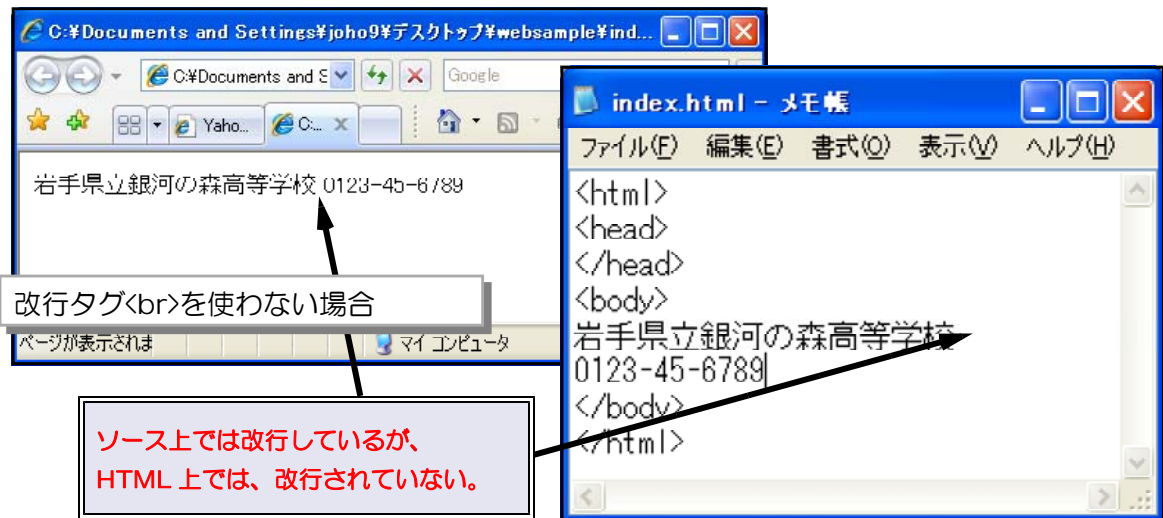 C:¥Documents and Settings¥joho9¥デスクトップ¥websample¥ind...
C:¥Documents and S
Google
Yaho...
C:...
岩手県立銀河の森高等学校 0123-45-6789
改行タグ<br>を使わない場合
ページが表示されま
マイ コンピュータ
ソース上では改行しているが、
HTML 上では、改行されていない。
index.html - メモ帳
ファイル(F) 編集(E) 書式(O) 表示(V) ヘルプ(H)
<html>
<head>
</head>
<body>
岩手県立銀河の森高等学校
0123-45-6789
</body>
</html>